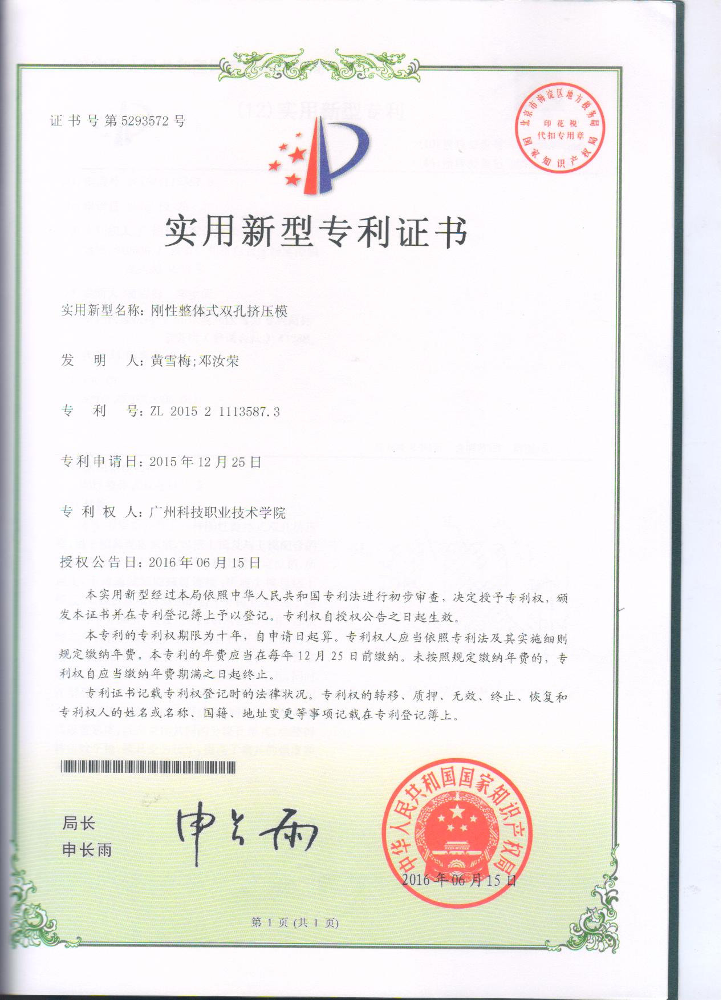 证书号第5293572号
北京市海淀区地方税务局
印花税
代扣专用章
国家知识产权局
实用新型专利证书
实用新型名称：刚性整体式双孔挤压模
发明人：黄雪梅;邓汝荣
专利号：ZL 2015 2 1113587.3
专利申请日：2015年12月25日
专利权人：广州科技职业技术学院
授权公告日：2016年06月15日
本实用新型经过本局依照中华人民共和国专利法进行初步审查，决定授予专利权，颁
发本证书并在专利登记簿上予以登记。专利权自授权公告之日起生效。
本专利的专利权期限为十年，自申请日起算。专利权人应当依照专利法及其实施细则
规定缴纳年费。本专利的年费应当在每年12月25日前缴纳。未按照规定缴纳年费的，专
利权自应当缴纳年费期满之日起终止。
专利证书记载专利权登记时的法律状况。专利权的转移、质押、无效、终止、恢复和
专利权人的姓名或名称、国籍、地址变更等事项记载在专利登记簿上。
局长
申长雨
申长雨
中华人民共和国国家知识产权局
2016年06月15日
第 1 页 (共 1 页)